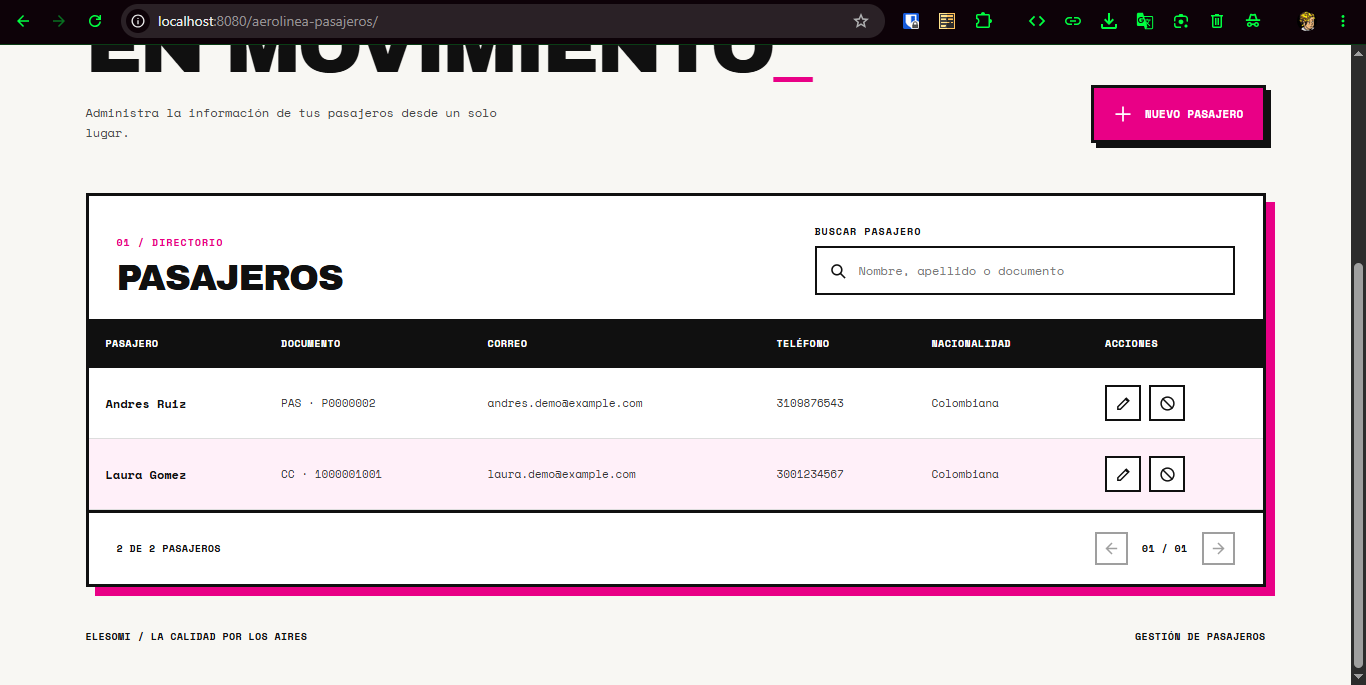 localhost:8080/aerolinea-pasajeros/
EN MOVIMIENTO_
Administra la información de tus pasajeros desde un solo
lugar.
NUEVO PASAJERO
01 / DIRECTORIO
PASAJEROS
BUSCAR PASAJERO
Nombre, apellido o documento
PASAJERO DOCUMENTO CORREO TELÉFONO NACIONALIDAD ACCIONES
Andres Ruiz PAS · P0000002 andres.demo@example.com 3109876543 Colombiana
Laura Gomez CC · 1000001001 laura.demo@example.com 3001234567 Colombiana
2 DE 2 PASAJEROS 01 / 01
ELESOMI / LA CALIDAD POR LOS AIRES GESTIÓN DE PASAJEROS